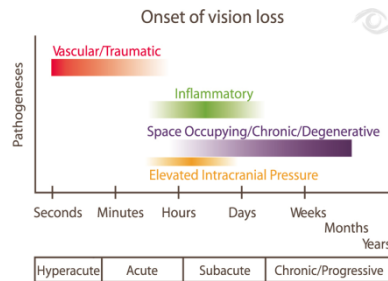 Onset of vision loss
Pathogeneses
Vascular/Traumatic
Inflammatory
Space Occupying/Chronic/Degenerative
Elevated Intracranial Pressure
Seconds Minutes Hours Days Weeks
Months
Years
Hyperacute Acute Subacute Chronic/Progressive